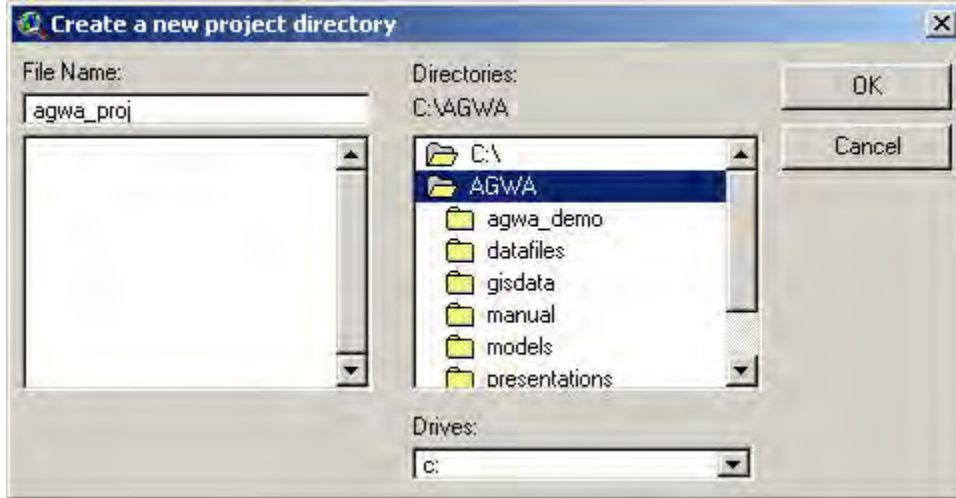 Create a new project directory
File Name:
agwa_proj
Directories:
C:\AGWA
C:\
AGWA
agwa_demo
datafiles
gisdata
manual
models
presentations
Drives:
c:
OK
Cancel